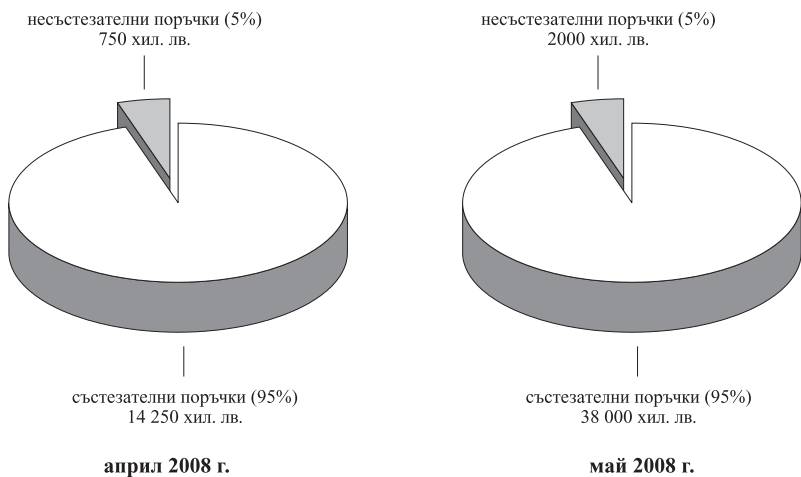 несъстезателни поръчки (5%)
750 хил. лв.
състезателни поръчки (95%)
14 250 хил. лв.
април 2008 г.
несъстезателни поръчки (5%)
2000 хил. лв.
състезателни поръчки (95%)
38 000 хил. лв.
май 2008 г.